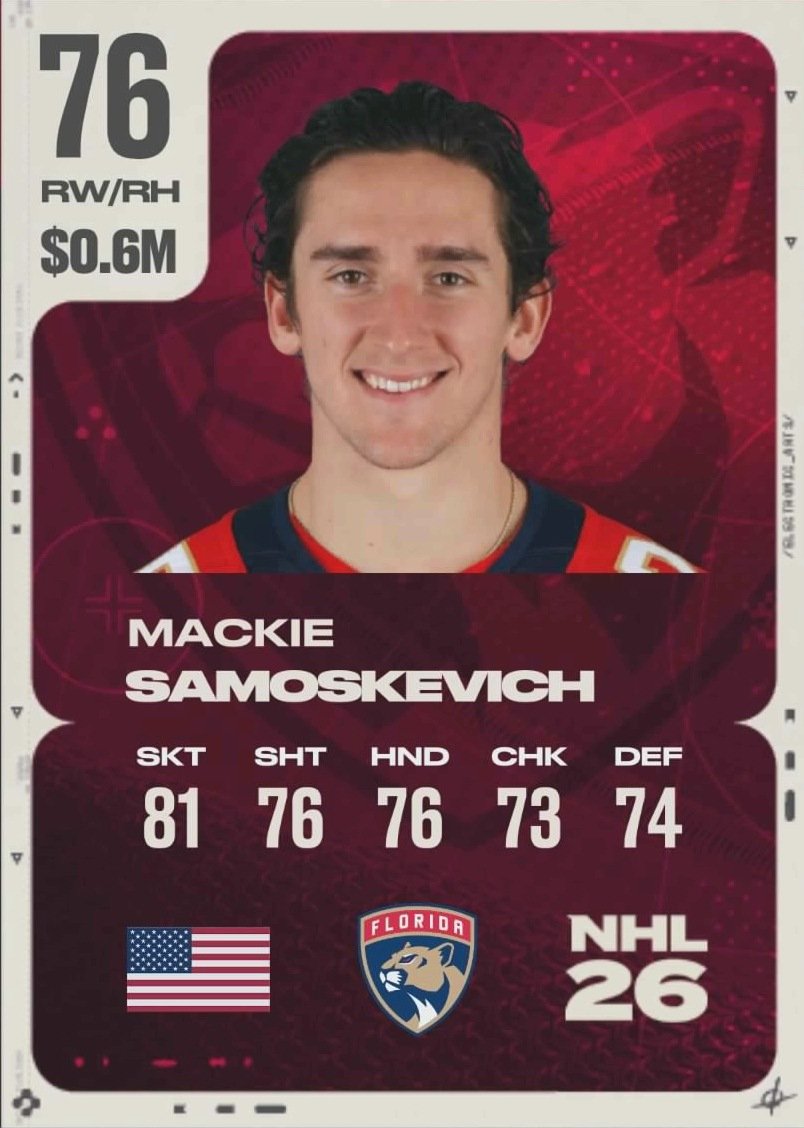 76
RW/RH
$0.6M
MACKIE
SAMOSKEVICH
SKT SHT HND CHK DEF
81 76 76 73 74
FLORIDA
NHL
26
/ELECTRONIC_ARTS/